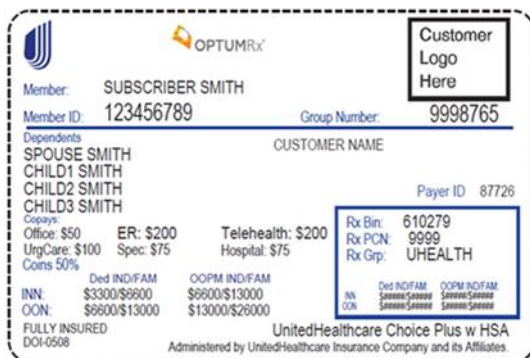 OPTUMRx
Customer
Logo
Here
Member: SUBSCRIBER SMITH
Member ID: 123456789 Group Number: 9998765
Dependents
SPOUSE SMITH CUSTOMER NAME
CHILD1 SMITH
CHILD2 SMITH
CHILD3 SMITH
Payer ID 87726
Copays:
Office: $50 ER: $200 Telehealth: $200
UrgCare: $100 Spec: $75 Hospital: $75
Coins 50%
Ded IND/FAM OOPM IND/FAM
INN: $3300/$6600 $6600/$13000
OON: $6600/$13000 $13000/$26000
Rx Bin: 610279
Rx PCN: 9999
Rx Grp: UHEALTH
Ded IND/FAM OOPM IND/FAM
INN $#####/$##### $#####/$#####
OON $#####/$##### $#####/$#####
FULLY INSURED UnitedHealthcare Choice Plus w HSA
DOI-0508 Administered by UnitedHealthcare Insurance Company and its Affiliates.